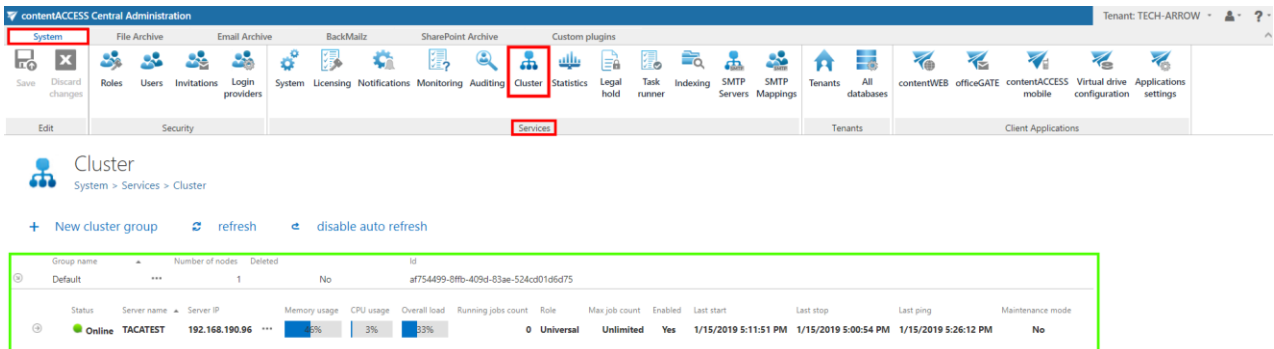 contentACCESS Central Administration
Tenant: TECH-ARROW
?
System File Archive Email Archive BackMailz SharePoint Archive Custom plugins
Save Discard changes Roles Users Invitations Login providers System Licensing Notifications Monitoring Auditing Cluster Statistics Legal hold Task runner Indexing SMTP Servers SMTP Mappings Tenants All databases contentWEB officeGATE contentACCESS mobile Virtual drive configuration Applications settings
Edit Security Services Tenants Client Applications
Cluster
System > Services > Cluster
+ New cluster group refresh disable auto refresh
Group name Number of nodes Deleted Id
Default ••• 1 No af754499-8ffb-409d-83ae-524cd01d6d75
Status Server name Server IP Memory usage CPU usage Overall load Running jobs count Role Max job count Enabled Last start Last stop Last ping Maintenance mode
Online TACATEST 192.168.190.96 ••• 3% 33% 0 Universal Unlimited Yes 1/15/2019 5:11:51 PM 1/15/2019 5:00:54 PM 1/15/2019 5:26:12 PM No